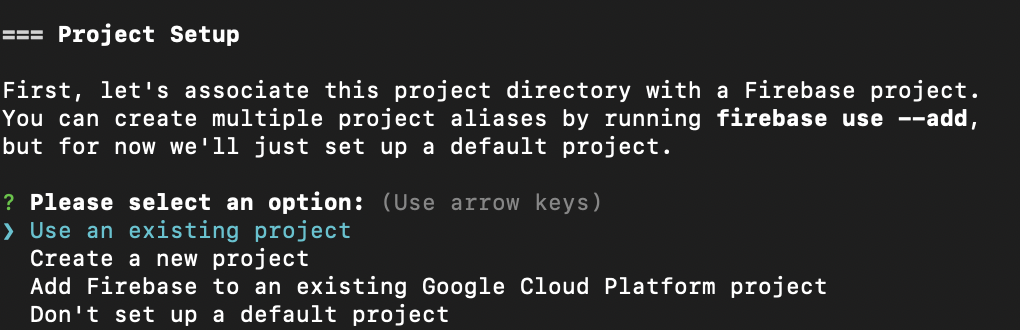 === Project Setup
First, let's associate this project directory with a Firebase project.
You can create multiple project aliases by running firebase use --add,
but for now we'll just set up a default project.
? Please select an option: (Use arrow keys)
❯ Use an existing project
Create a new project
Add Firebase to an existing Google Cloud Platform project
Don't set up a default project